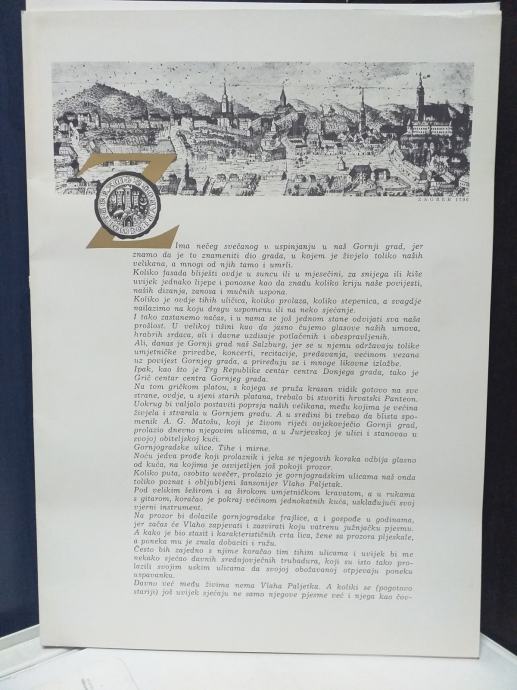 ZAGREB 1796
Z
Ima nečeg svečanog v uspinjanju u naš Gornji grad, jer
znamo da je to znameniti dio grada, u kojem je živjelo toliko naših
velikana, a mnogi od njih tamo i umrli.
Koliko fasada bliješti ovdje u suncu ili u mjesečini, za snijega ili kiše
uvijek jednako lijepe i ponosne kao da znadu koliko kriju naše povijesti,
naših dizanja, zanosa i mučnih uspona.
Koliko je ovdje tihih uličica, koliko prolaza, koliko stepenica, a svagdje
nailazimo na koju dragu uspomenu ili na neko sjećanje.
I tako zastanemo načas, i u nama se još jednom stane odvijati sva naša
prošlost. U velikoj tišini kao da jasno čujemo glasove naših umova,
hrabrih srdaca, ali i davne uzdisaje potlačenih i obespravljenih.
Ali, danas je Gornji grad naš Salzburg, jer se u njemu održavaju tolike
umjetničke priredbe, koncerti, recitacije, predavanja, većinom vezane
uz povijest Gornjeg grada, a priređuju se i mnoge likovne izložbe.
Ipak, kao što je Trg Republike centar centra Donjega grada, tako je
Grič centar centra Gornjeg grada.
Na tom gričkom platou, s kojega se pruža krasan vidik gotovo na sve
strane, ovdje, u sjeni starih platana, trebalo bi stvoriti hrvatski Panteon.
Uokrug bi valjalo postaviti poprsja naših velikana, među kojima je većina
živjela i stvarala u Gornjem gradu. A u sredini bi trebao da blista spo-
menik A. G. Matošu, koji je živom riječi ovjekovječio Gornji grad,
prolazio dnevno njegovim ulicama, a u Jurjevskoj je ulici i stanovao u
svojoj obiteljskoj kući.
Gornjogradske ulice. Tihe i mirne.
Noću jedva pred koji prolaznik i jeka se njegovih koraka odbija glasno
od kuća, na kojima je osvijetljen još pokoji prozor.
Koliko puta, osobito uvečer, prolazio je gornjogradskim ulicama naš onda
toliko poznat i obljubljeni šansonijer Vlaho Paljetak.
Pod velikim šeširom i sa širokom umjetničkom kravatom, a u rukama
s gitarom, koračao je pokraj većinom jednokatnih kuća, usklađujući svoj
vjerni instrument.
Na prozor bi dolazile gornjogradske frajlice, a i gospođe u godinama,
jer začas će Vlaho zapjevati i zasvirati koju vatrenu južnjačku pjevmu.
A kako je bio stasit i karakterističnih crta lica, žene sa prozora pljeskale,
a poneka mu je znala dobaciti i ružu.
Često bih zajedno s njime koračao tim tihim ulicama i uvijek bi me
nekako sjećao davnih srednjovječnih trubadura, koji su isto tako pro-
lazili svojim uskim ulicama da svojoj obožavanoj otpjevaju poneku
uspavanku.
Davno već među živima nema Vlaha Paljetka. A koliki se (pogotovo
stariji) još uvijek sjećaju ne samo njegove pjesme već i njega kao čov-